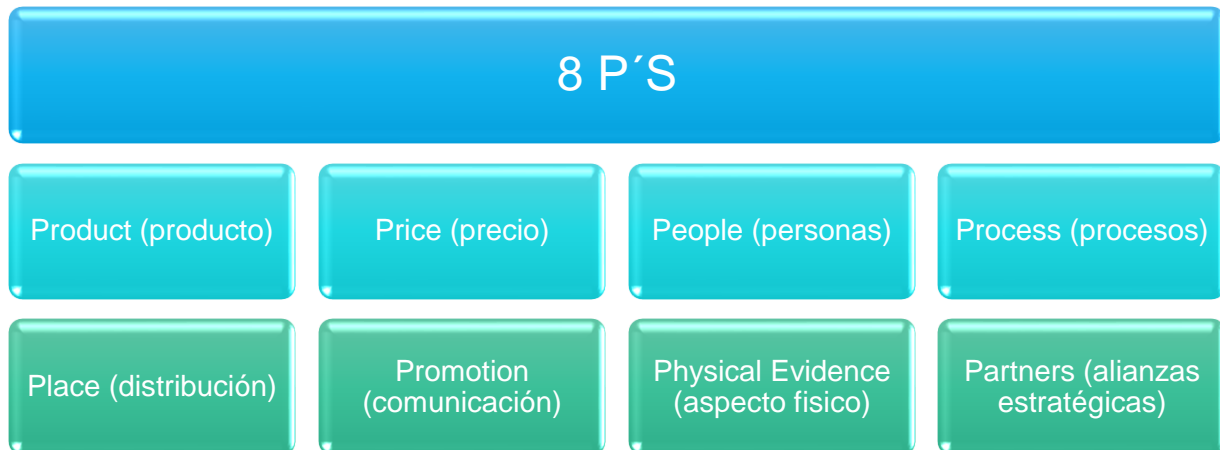 8 P´S
Product (producto)
Price (precio)
People (personas)
Process (procesos)
Place (distribución)
Promotion
(comunicación)
Physical Evidence
(aspecto fisico)
Partners (alianzas
estratégicas)